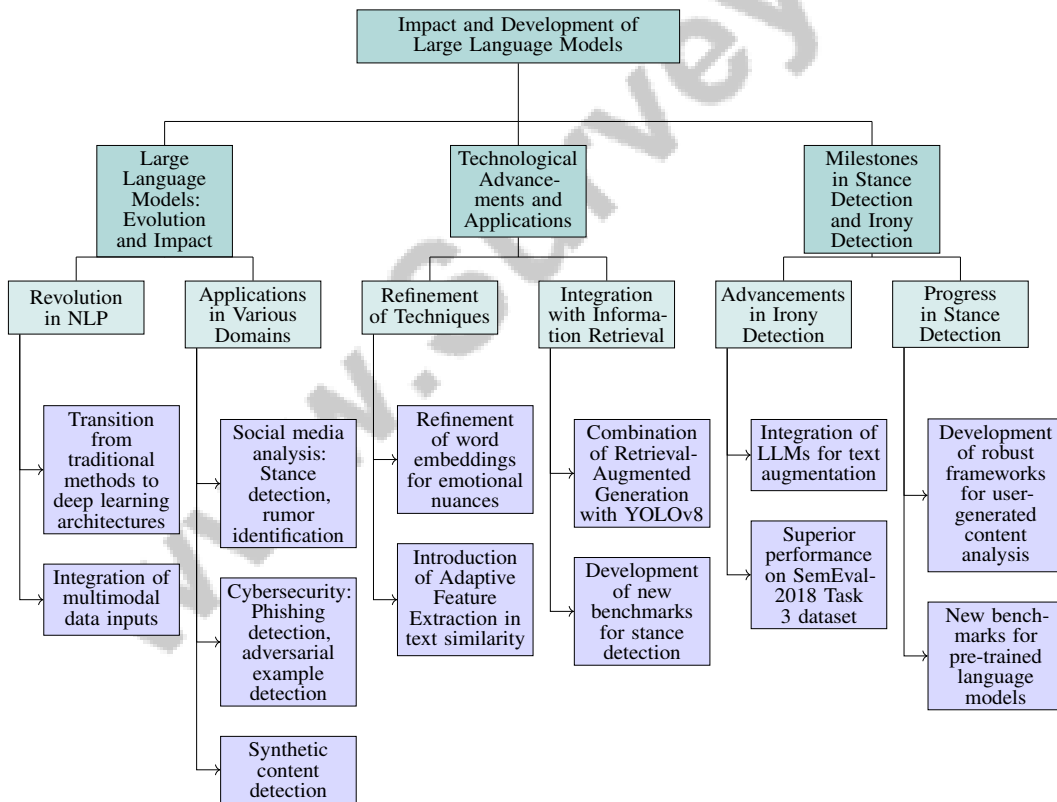 Impact and Development of
Large Language Models
Large
Language
Models:
Evolution
and Impact
Technological
Advance-
ments and
Applications
Milestones
in Stance
Detection
and Irony
Detection
Revolution
in NLP
Applications
in Various
Domains
Refinement
of Techniques
Integration
with Informa-
tion Retrieval
Advancements
in Irony
Detection
Progress
in Stance
Detection
Transition
from
traditional
methods to
deep learning
architectures
Integration of
multimodal
data inputs
Social media
analysis:
Stance
detection,
rumor
identification
Cybersecurity:
Phishing
detection,
adversarial
example
detection
Synthetic
content
detection
Refinement
of word
embeddings
for emotional
nuances
Introduction
of Adaptive
Feature
Extraction in
text similarity
Combination
of Retrieval-
Augmented
Generation
with YOLOv8
Development
of new
benchmarks
for stance
detection
Integration of
LLMs for text
augmentation
Superior
performance
on SemEval-
2018 Task
3 dataset
Development
of robust
frameworks
for user-
generated
content
analysis
New bench-
marks for
pre-trained
language
models
www.survey